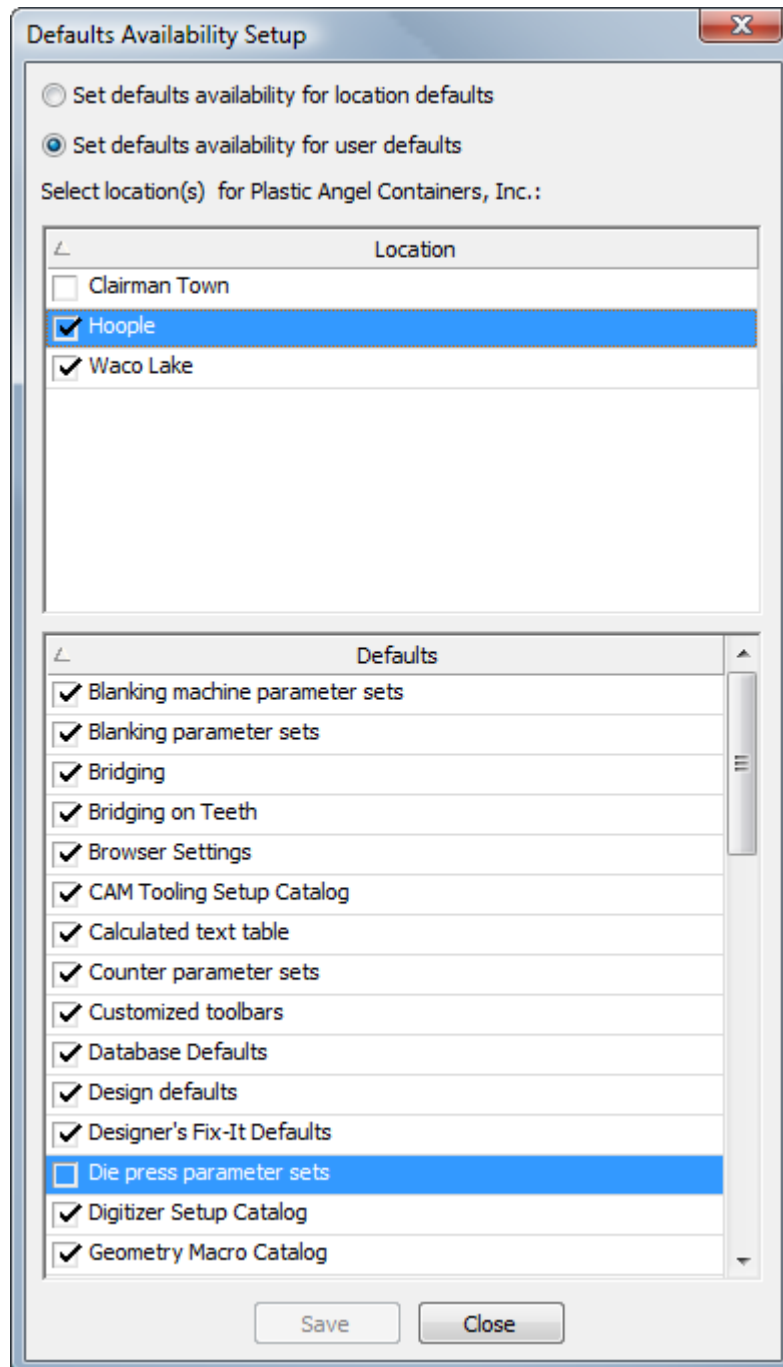 Defaults Availability Setup
Set defaults availability for location defaults
Set defaults availability for user defaults
Select location(s)  for Plastic Angel Containers, Inc.:
Location
Clairman Town
Hoople
Waco Lake
Defaults
Blanking machine parameter sets
Blanking parameter sets
Bridging
Bridging on Teeth
Browser Settings
CAM Tooling Setup Catalog
Calculated text table
Counter parameter sets
Customized toolbars
Database Defaults
Design defaults
Designer's Fix-It Defaults
Die press parameter sets
Digitizer Setup Catalog
Geometry Macro Catalog
Save Close